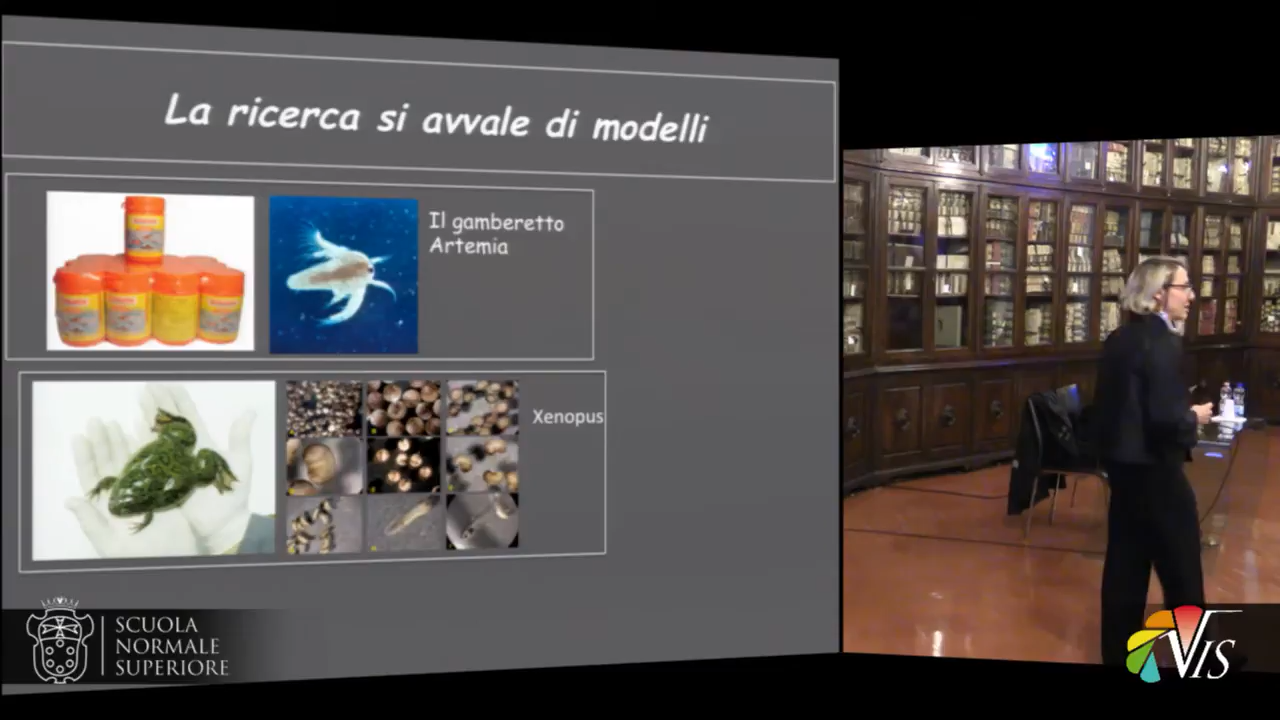 La ricerca si avvale di modelli
Il gamberetto
Artemia
Xenopus
SCUOLA
NORMALE
SUPERIORE
VIS